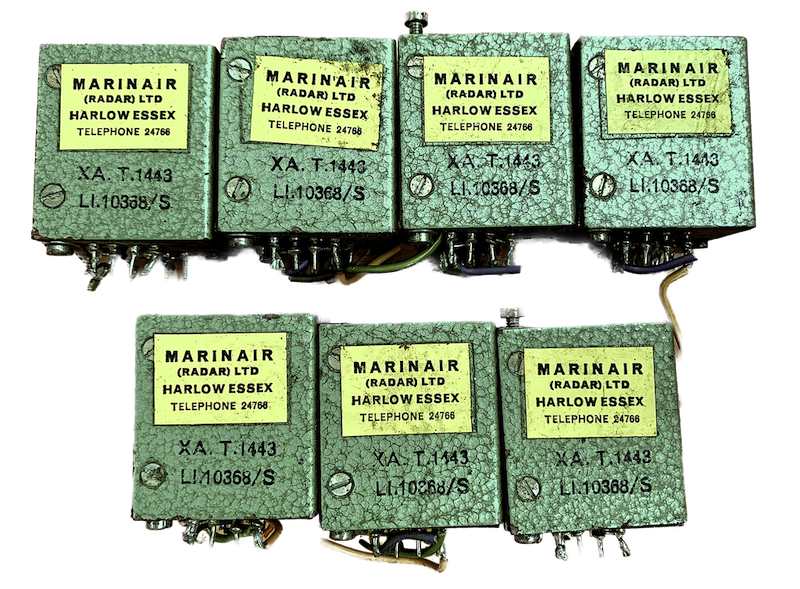 MARINAIR
(RADAR) LTD
HARLOW ESSEX
TELEPHONE 24766
XA. T.1443
LI.10368/S
MARINAIR
(RADAR) LTD
HARLOW ESSEX
TELEPHONE 24766
XA. T.1443
LI.10368/S
MARINAIR
(RADAR) LTD
HARLOW ESSEX
TELEPHONE 24766
XA. T.1443
LI.10368/S
MARINAIR
(RADAR) LTD
HARLOW ESSEX
TELEPHONE 24766
XA. T.1443
LI.10368/S
MARINAIR
(RADAR) LTD
HARLOW ESSEX
TELEPHONE 24766
XA. T.1443
LI.10368/S
MARINAIR
(RADAR) LTD
HARLOW ESSEX
TELEPHONE 24766
XA. T.1443
LI.10368/S
MARINAIR
(RADAR) LTD
HARLOW ESSEX
TELEPHONE 24766
XA. T.1443
LI.10368/S